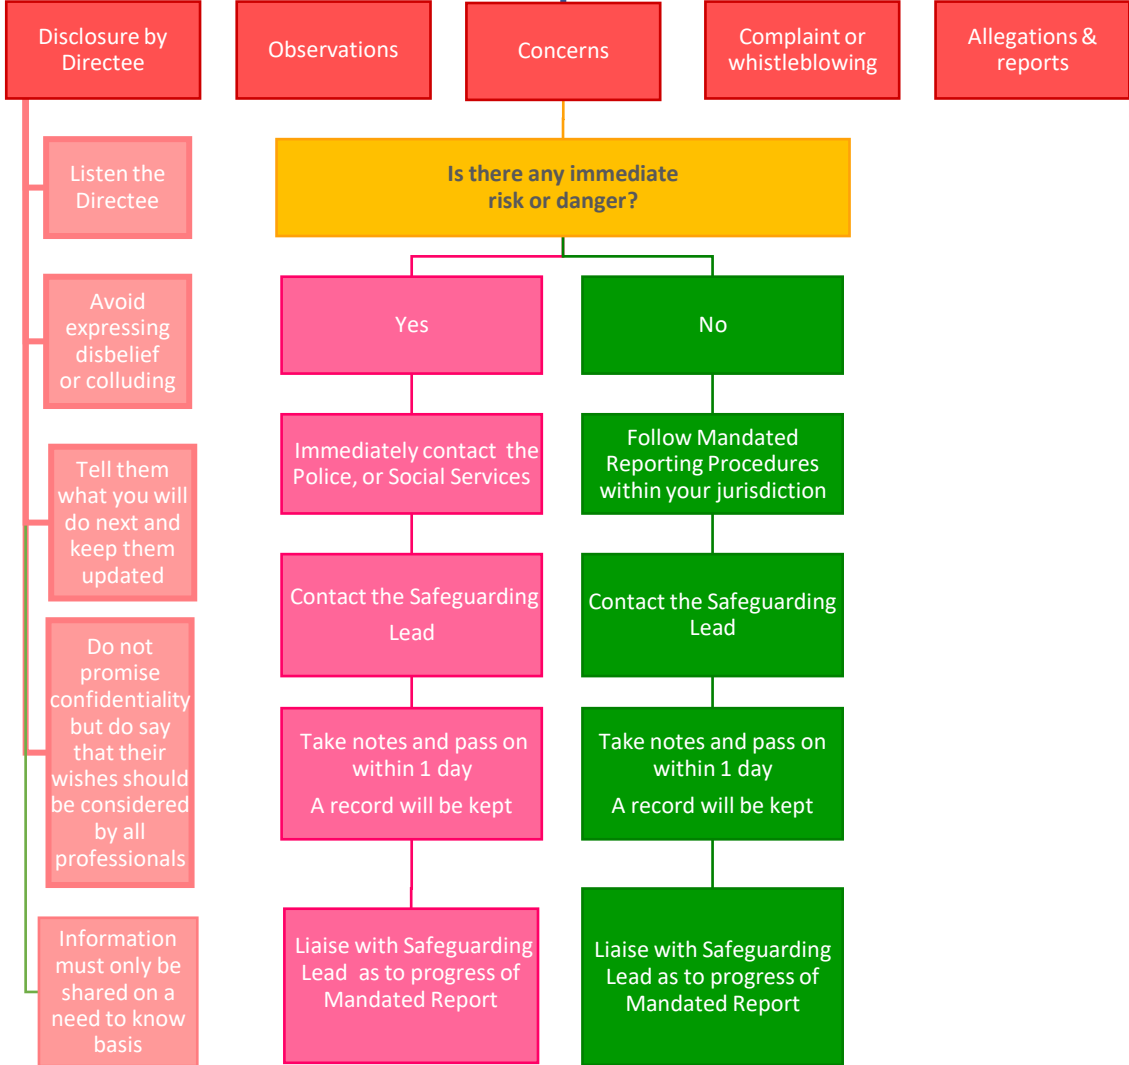 Disclosure by
Directee
Observations
Concerns
Complaint or
whistleblowing
Allegations &
reports
Listen the
Directee
Avoid
expressing
disbelief
or colluding
Tell them
what you will
do next and
keep them
updated
Do not
promise
confidentiality
but do say
that their
wishes should
be considered
by all
professionals
Information
must only be
shared on a
need to know
basis
Is there any immediate
risk or danger?
Yes
Immediately contact the
Police, or Social Services
Contact the Safeguarding
Lead
Take notes and pass on
within 1 day
A record will be kept
Liaise with Safeguarding
Lead as to progress of
Mandated Report
No
Follow Mandated
Reporting Procedures
within your jurisdiction
Contact the Safeguarding
Lead
Take notes and pass on
within 1 day
A record will be kept
Liaise with Safeguarding
Lead as to progress of
Mandated Report